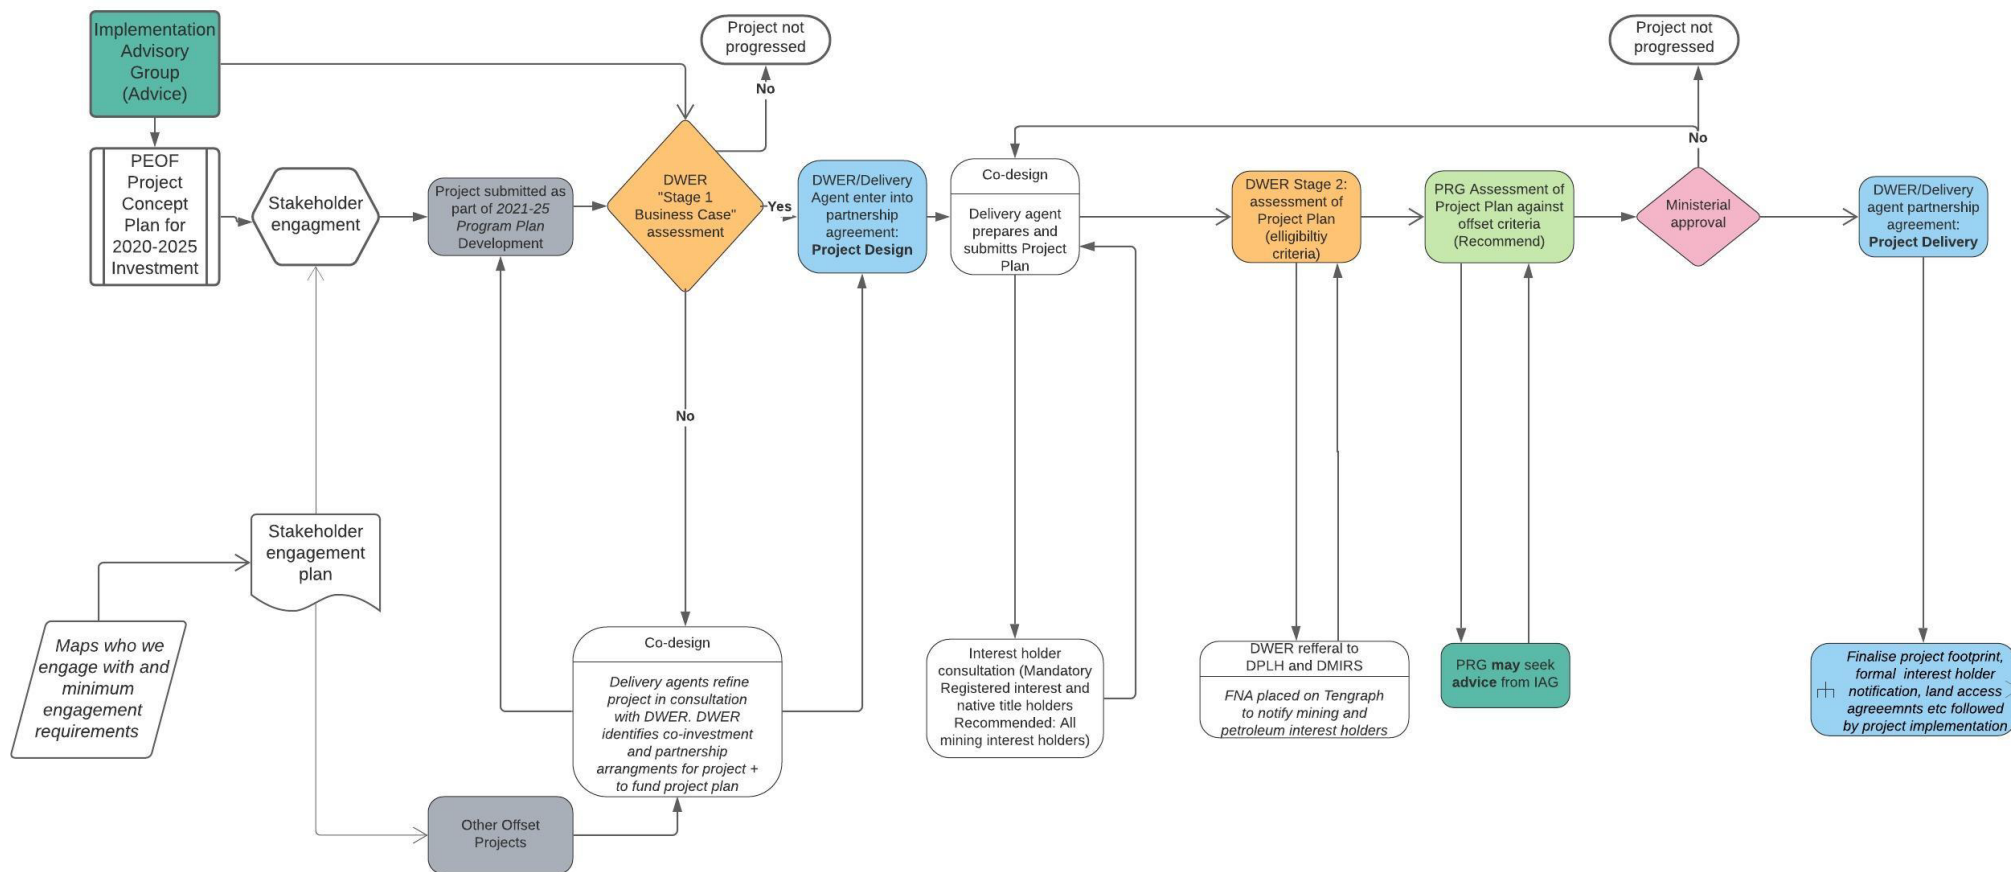 Implementation
Advisory
Group
(Advice)
PEOF
Project
Concept
Plan for
2020-2025
Investment
Stakeholder
engagment
Project submitted as
part of 2021-25
Program Plan
Development
DWER
"Stage 1
Business Case"
assessment
Project not
progressed
No
Yes
No
DWER/Delivery
Agent enter into
partnership
agreement:
Project Design
Co-design
Delivery agent
prepares and
submitts Project
Plan
DWER Stage 2:
assessment of
Project Plan
(elligibiltiy
criteria)
PRG Assessment of
Project Plan against
offset criteria
(Recommend)
Ministerial
approval
No
Project not
progressed
DWER/Delivery
agent partnership
agreement:
Project Delivery
Stakeholder
engagement
plan
Maps who we
engage with and
minimum
engagement
requirements
Co-design
Delivery agents refine
project in consultation
with DWER. DWER
identifies co-investment
and partnership
arrangments for project +
to fund project plan
Other Offset
Projects
Interest holder
consultation (Mandatory
Registered interest and
native title holders
Recommended: All
mining interest holders)
DWER refferal to
DPLH and DMIRS
FNA placed on Tengraph
to notify mining and
petroleum interest holders
PRG may seek
advice from IAG
Finalise project footprint,
formal interest holder
notification, land access
agreeemnts etc followed
by project implementation